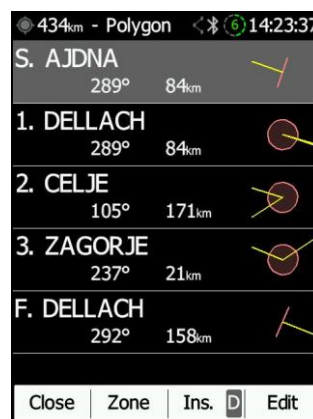 434km - Polygon 6 14:23:37
S. AJDNA
289° 84km
1. DELLACH
289° 84km
2. CELJE
105° 171km
3. ZAGORJE
237° 21km
F. DELLACH
292° 158km
Close Zone Ins. D Edit